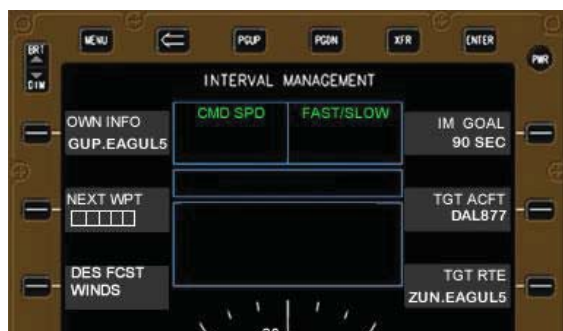 BRT
DIM
MENU
PGUP
PGDN
XFR
ENTER
PWR
INTERVAL MANAGEMENT
CMD SPD
FAST/SLOW
OWN INFO
GUP.EAGUL5
IM GOAL
90 SEC
NEXT WPT
TGT ACFT
DAL877
DES FCST
WINDS
TGT RTE
ZUN.EAGUL5